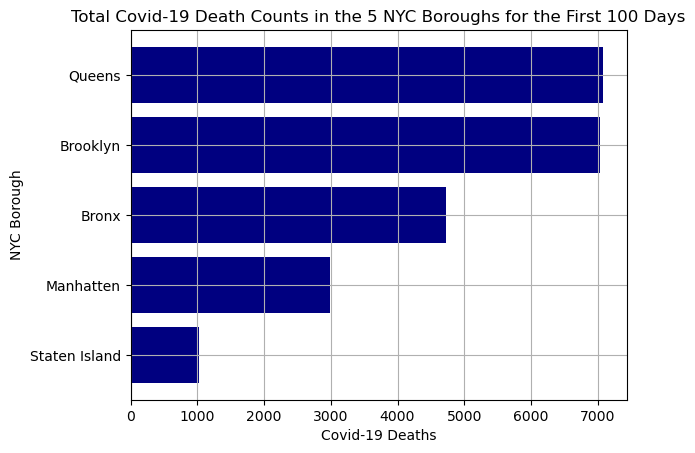 Total Covid-19 Death Counts in the 5 NYC Boroughs for the First 100 Days
NYC Borough
Queens
Brooklyn
Bronx
Manhatten
Staten Island
0 1000 2000 3000 4000 5000 6000 7000
Covid-19 Deaths